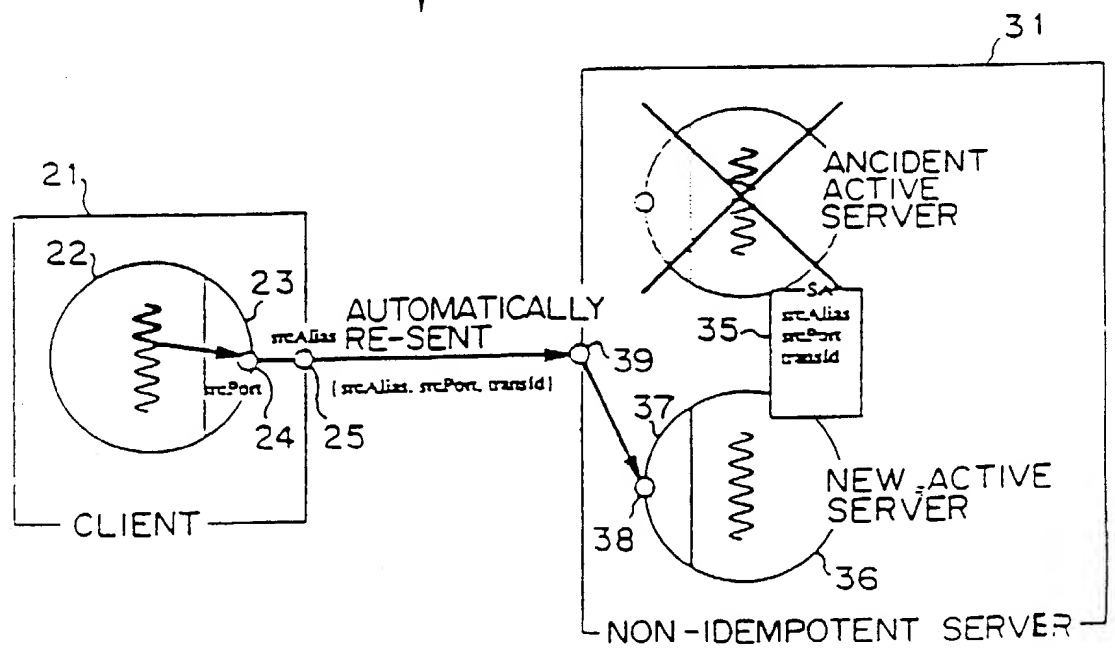 31
ANCIDENT
ACTIVE
SERVER
21
22
23
srcAlias
AUTOMATICALLY
RE-SENT
srcPort
{srcAlias, srcPort, transId}
24
25
39
35
SA
srcAlias
srcPort
transId
37
38
NEW ACTIVE
SERVER
36
CLIENT
NON-IDEMPOTENT SERVER